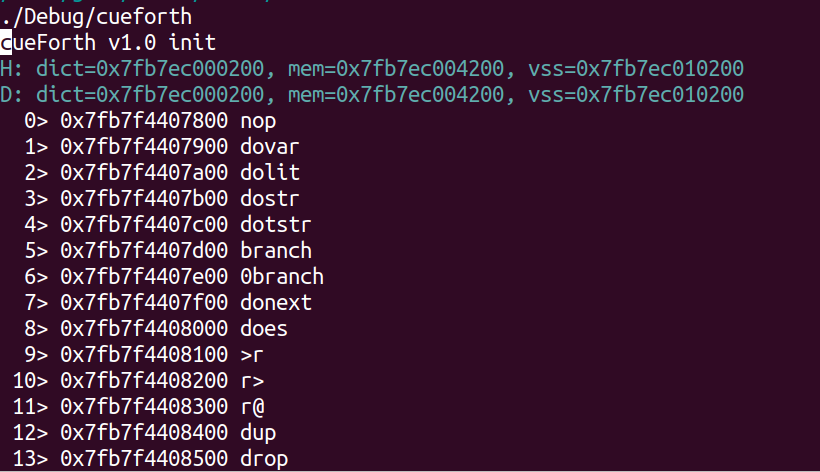 ./Debug/cueforth
cueForth v1.0 init
H: dict=0x7fb7ec000200, mem=0x7fb7ec004200, vss=0x7fb7ec010200
D: dict=0x7fb7ec000200, mem=0x7fb7ec004200, vss=0x7fb7ec010200
0> 0x7fb7f4407800 nop
1> 0x7fb7f4407900 dovar
2> 0x7fb7f4407a00 dolit
3> 0x7fb7f4407b00 dostr
4> 0x7fb7f4407c00 dotstr
5> 0x7fb7f4407d00 branch
6> 0x7fb7f4407e00 0branch
7> 0x7fb7f4407f00 donext
8> 0x7fb7f4408000 does
9> 0x7fb7f4408100 >r
10> 0x7fb7f4408200 r>
11> 0x7fb7f4408300 r@
12> 0x7fb7f4408400 dup
13> 0x7fb7f4408500 drop